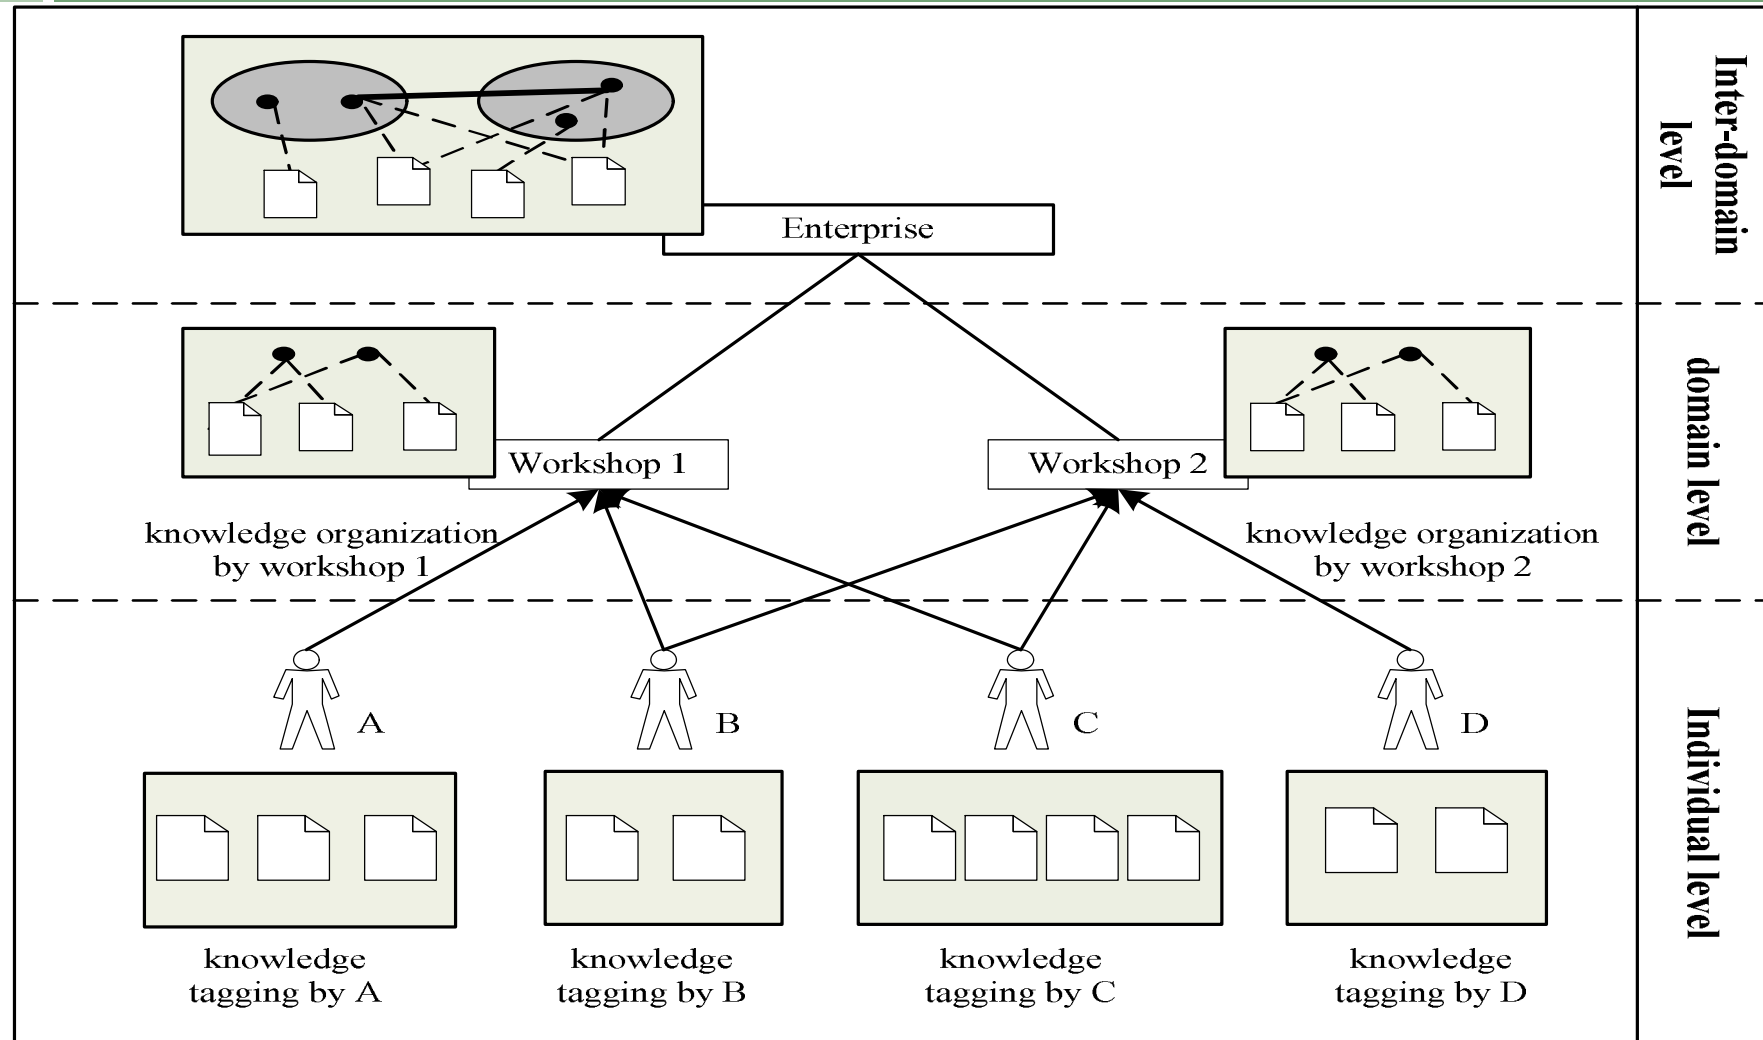 Inter-domain
level
Enterprise
domain level
Workshop 1
Workshop 2
knowledge organization
by workshop 1
knowledge organization
by workshop 2
Individual level
A
B
C
D
knowledge
tagging by A
knowledge
tagging by B
knowledge
tagging by C
knowledge
tagging by D